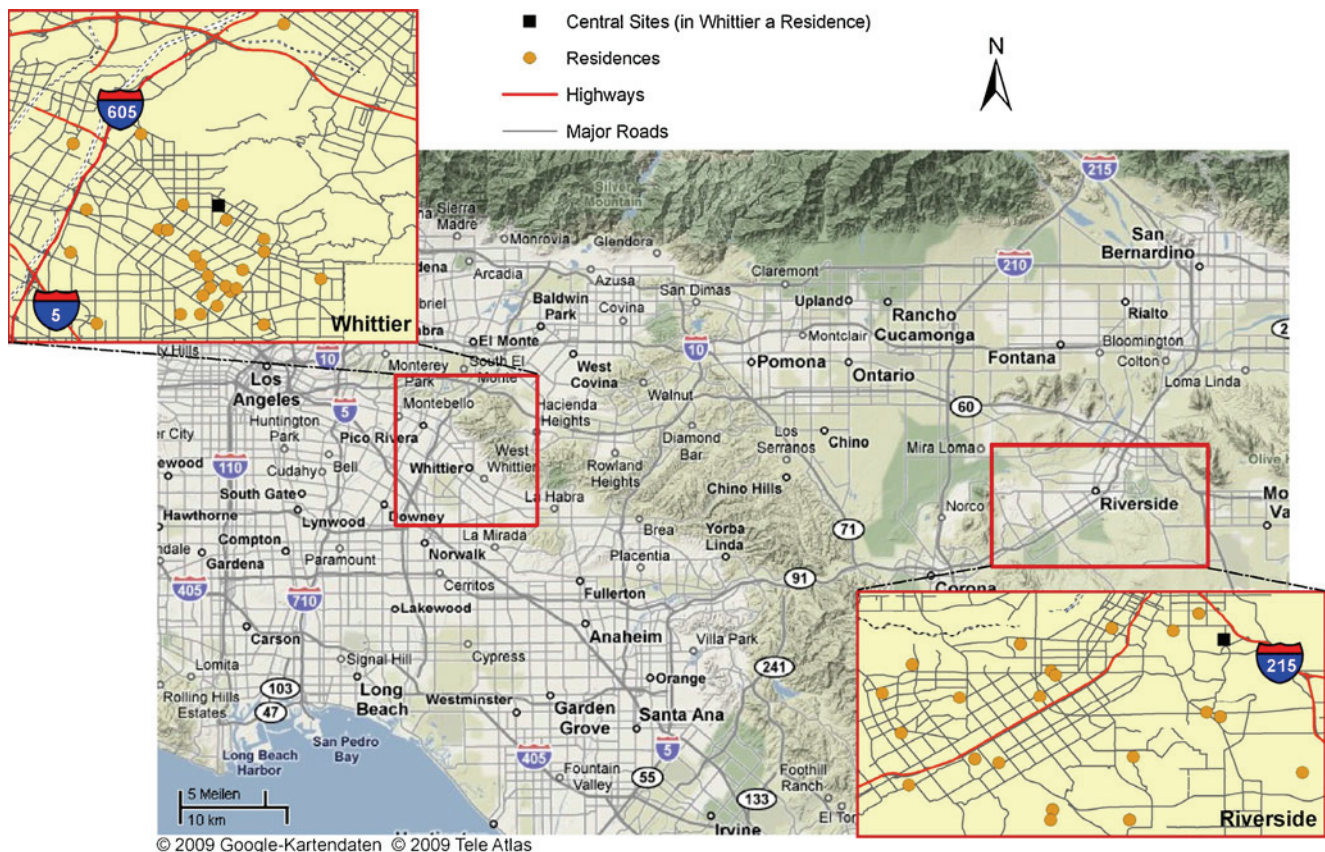 Central Sites (in Whittier a Residence)
Residences
Highways
Major Roads
N
605
5
Whittier
215
Silver
Mountain
Sierra
Madre
Monrovia
Glendora
San
Bernardino
Arcadia
Azusa
Claremont
210
Baldwin
Park
Covina
San Dimas
Upland
Rancho
Cucamonga
Rialto
El Monte
Montclair
10
West
Covina
Pomona
Ontario
Fontana
Bloomington
Colton
Loma Linda
Los
Angeles
10
Monterey
Park
South El
Monte
5
Montebello
Hacienda
Heights
Walnut
60
Huntington
Park
Pico Rivera
Diamond
Bar
Los
Serranos
Chino
Mira Loma
110
Cudahy
Bell
Whittier
West
Whittier
Rowland
Heights
Chino Hills
Riverside
South Gate
Lynwood
Downey
La Habra
Brea
Yorba
Linda
71
Norco
Hawthorne
Compton
Paramount
Norwalk
La Mirada
Placentia
Gardena
405
710
Cerritos
Fullerton
91
Corona
Lakewood
Carson
Anaheim
Villa Park
Lomita
Signal Hill
Cypress
241
Rolling Hills
Estates
103
47
Long
Beach
Westminster
Garden
Grove
Orange
Santa Ana
Long Beach
Harbor
San Pedro
Bay
405
5
Fountain
Valley
55
133
Foothill
Ranch
Irvine
5 Meilen
10 km
215
Riverside
© 2009 Google-Kartendaten © 2009 Tele Atlas